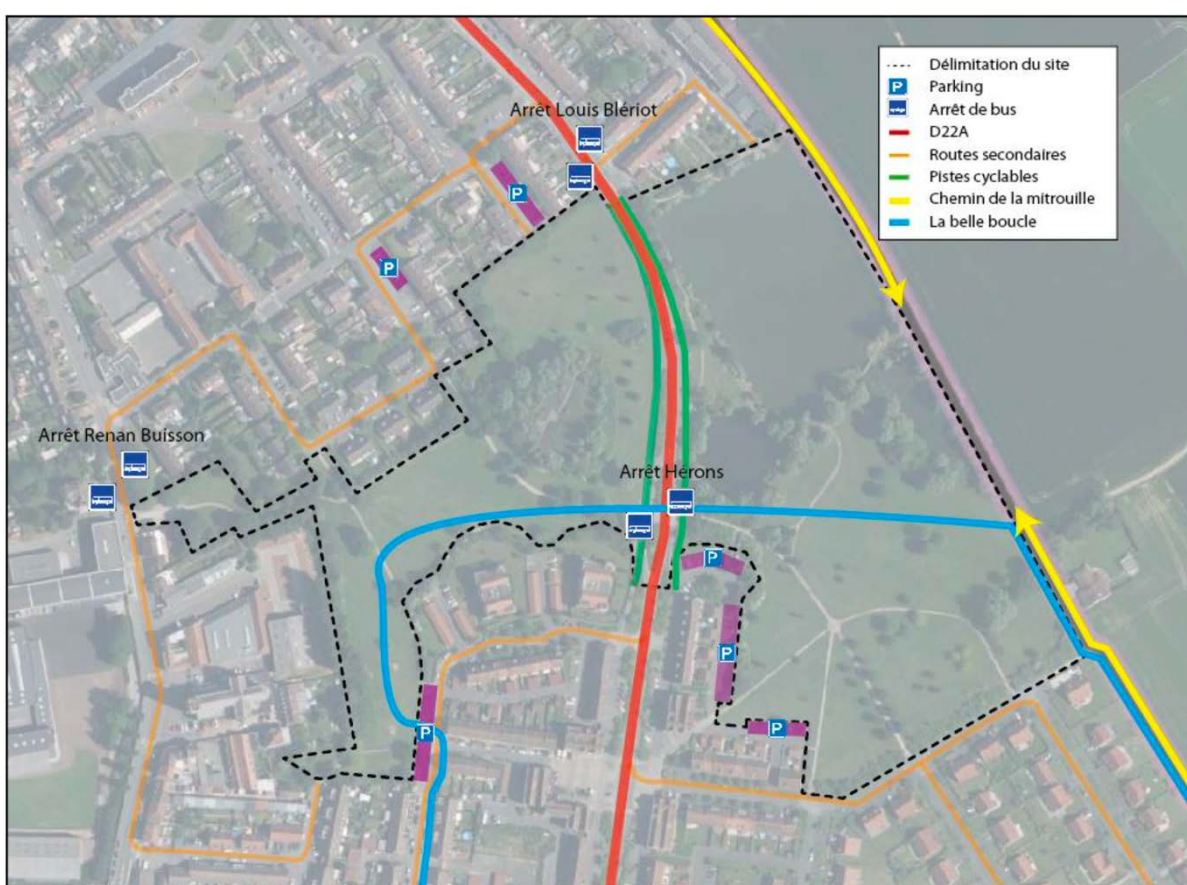 Délimitation du site
P Parking
Arrêt de bus
D22A
Routes secondaires
Pistes cyclables
Chemin de la mitrouille
La belle boucle
Arrêt Louis Blériot
P
P
Arrêt Renan Buisson
Arrêt Hérons
P
P
P
P